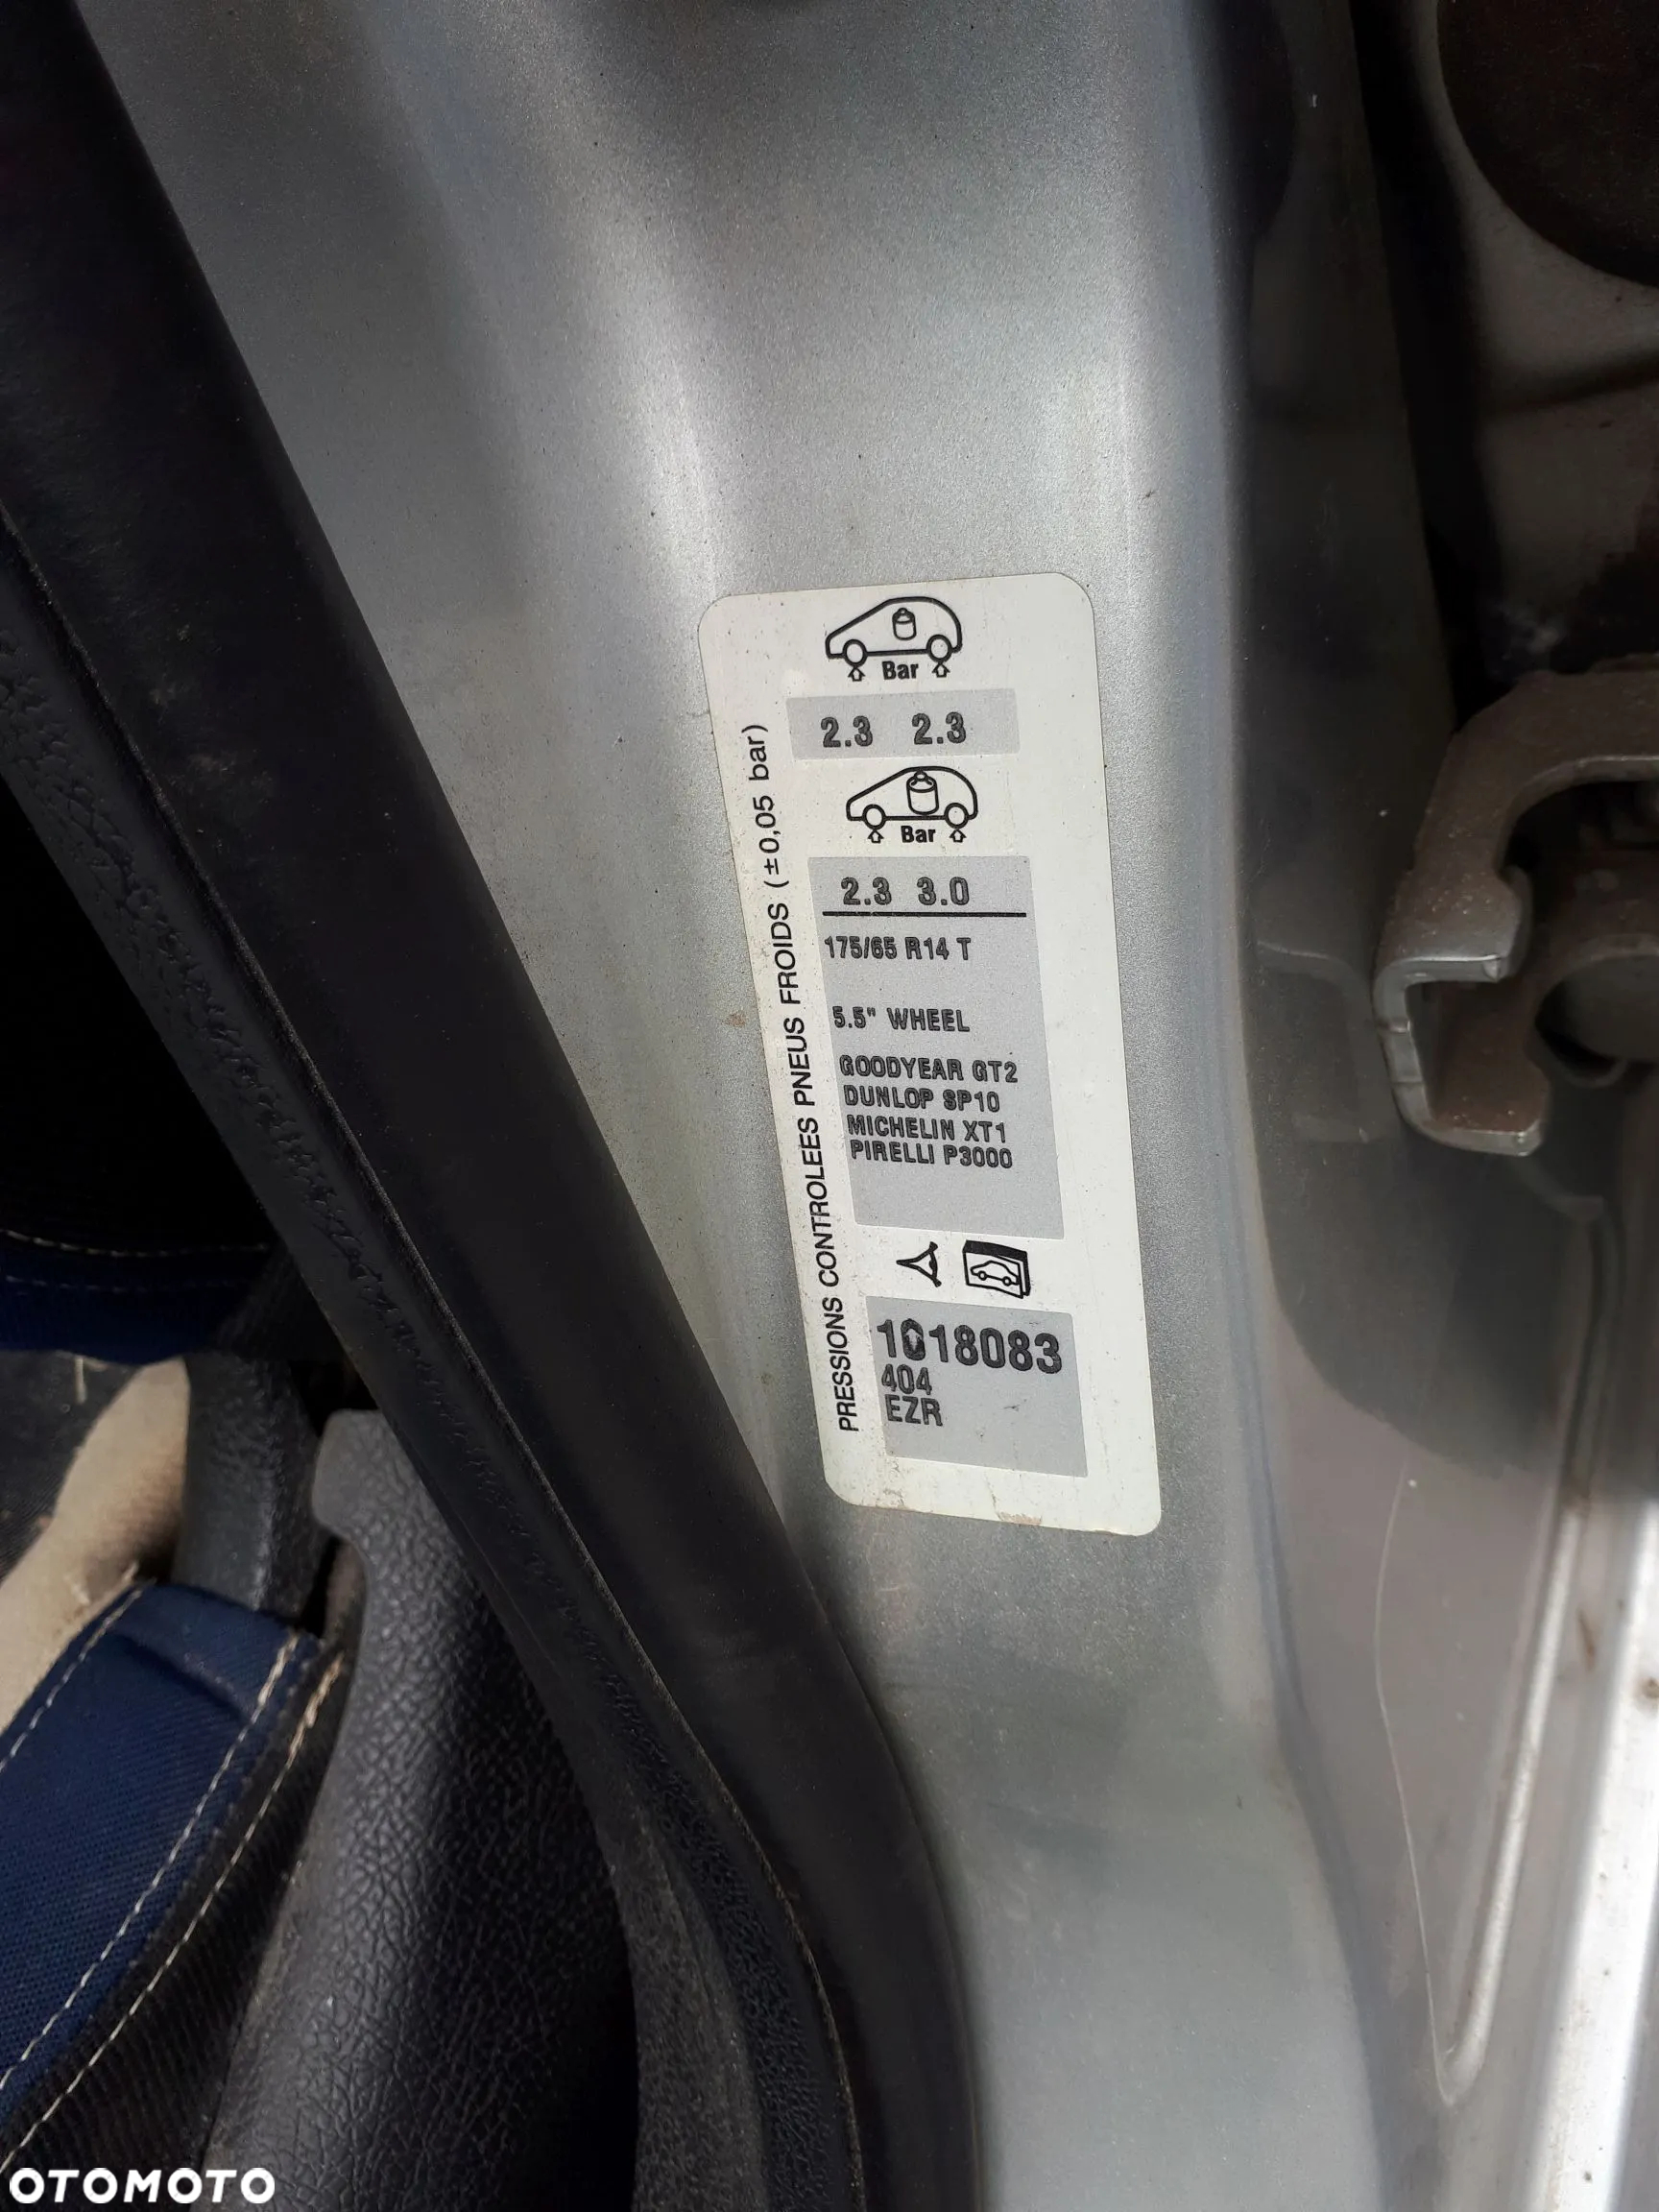 Bar
2.3 2.3
Bar
2.3 3.0
175/65 R14 T
5.5" WHEEL
GOODYEAR GT2
DUNLOP SP10
MICHELIN XT1
PIRELLI P3000
1018083
404
EZR
PRESSIONS CONTROLEES PNEUS FROIDS (±0,05 bar)
OTOMOTO